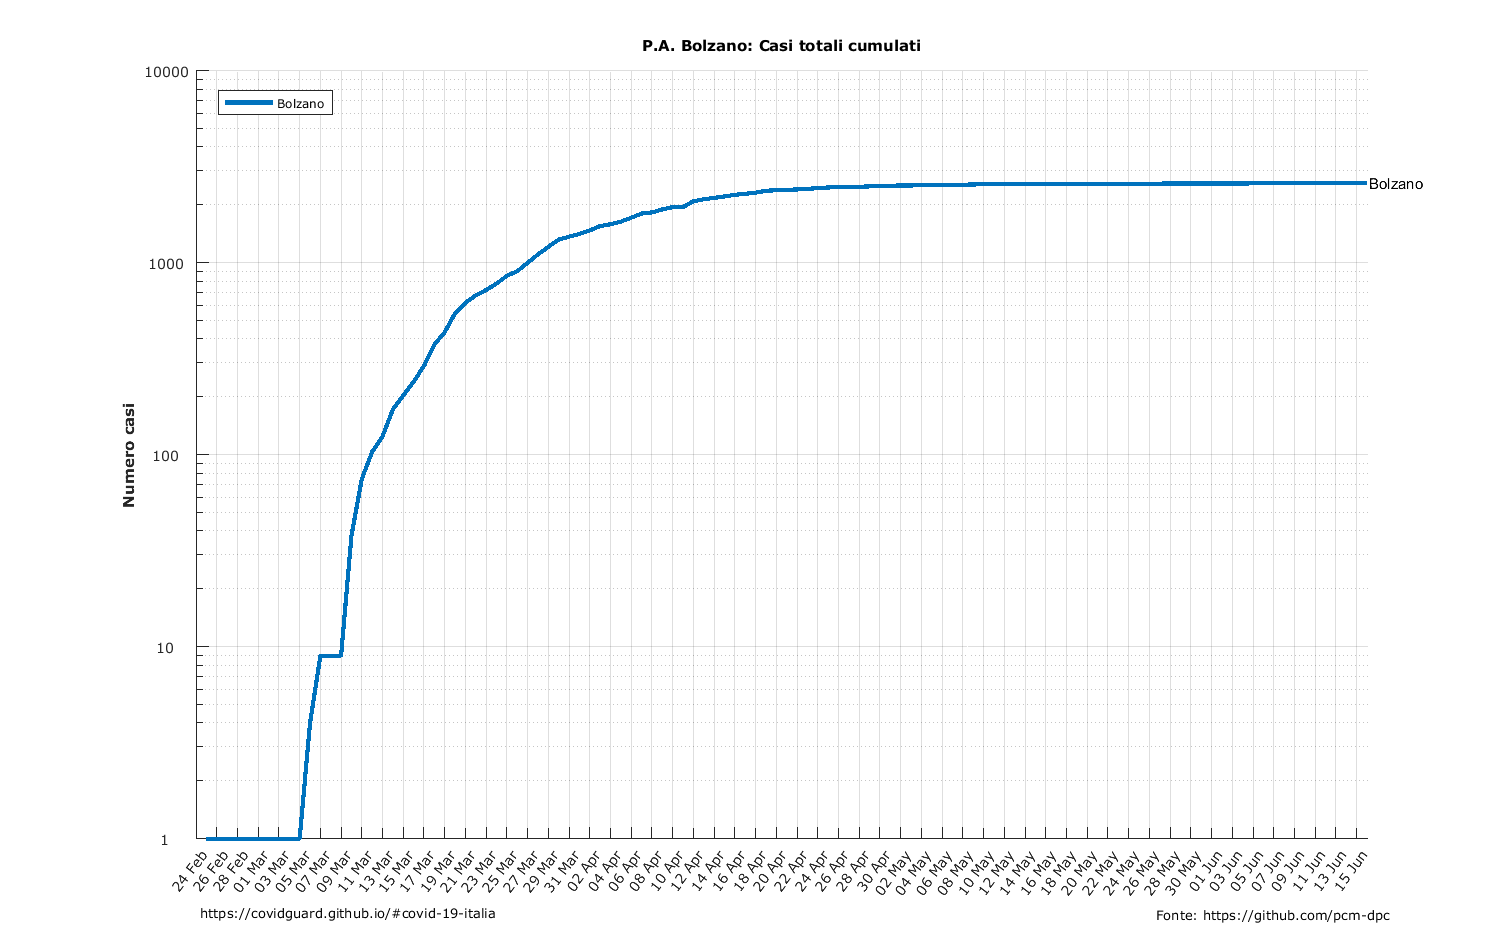 P.A. Bolzano: Casi totali cumulati
10000
1000
100
10
1
Numero casi
Bolzano
Bolzano
24 Feb
26 Feb
28 Feb
01 Mar
03 Mar
05 Mar
07 Mar
09 Mar
11 Mar
13 Mar
15 Mar
17 Mar
19 Mar
21 Mar
23 Mar
25 Mar
27 Mar
29 Mar
31 Mar
02 Apr
04 Apr
06 Apr
08 Apr
10 Apr
12 Apr
14 Apr
16 Apr
18 Apr
20 Apr
22 Apr
24 Apr
26 Apr
28 Apr
30 Apr
02 May
04 May
06 May
08 May
10 May
12 May
14 May
16 May
18 May
20 May
22 May
24 May
26 May
28 May
30 May
01 Jun
03 Jun
05 Jun
07 Jun
09 Jun
11 Jun
13 Jun
15 Jun
https://covidguard.github.io/#covid-19-italia
Fonte: https://github.com/pcm-dpc